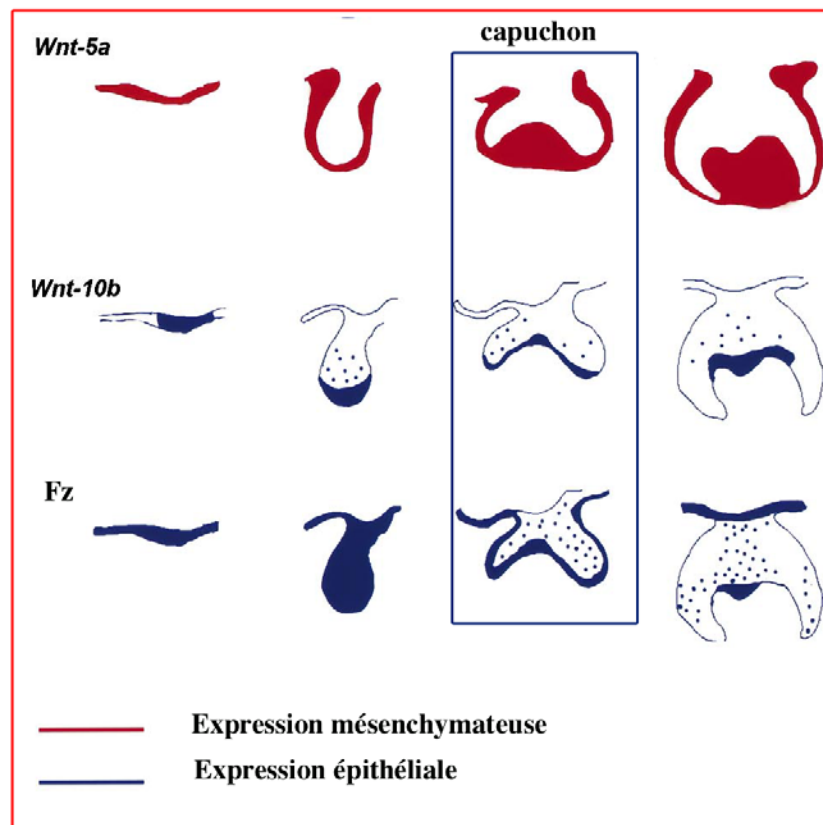 capuchon
Wnt-5a
Wnt-10b
Fz
Expression mésenchymateuse
Expression épithéliale